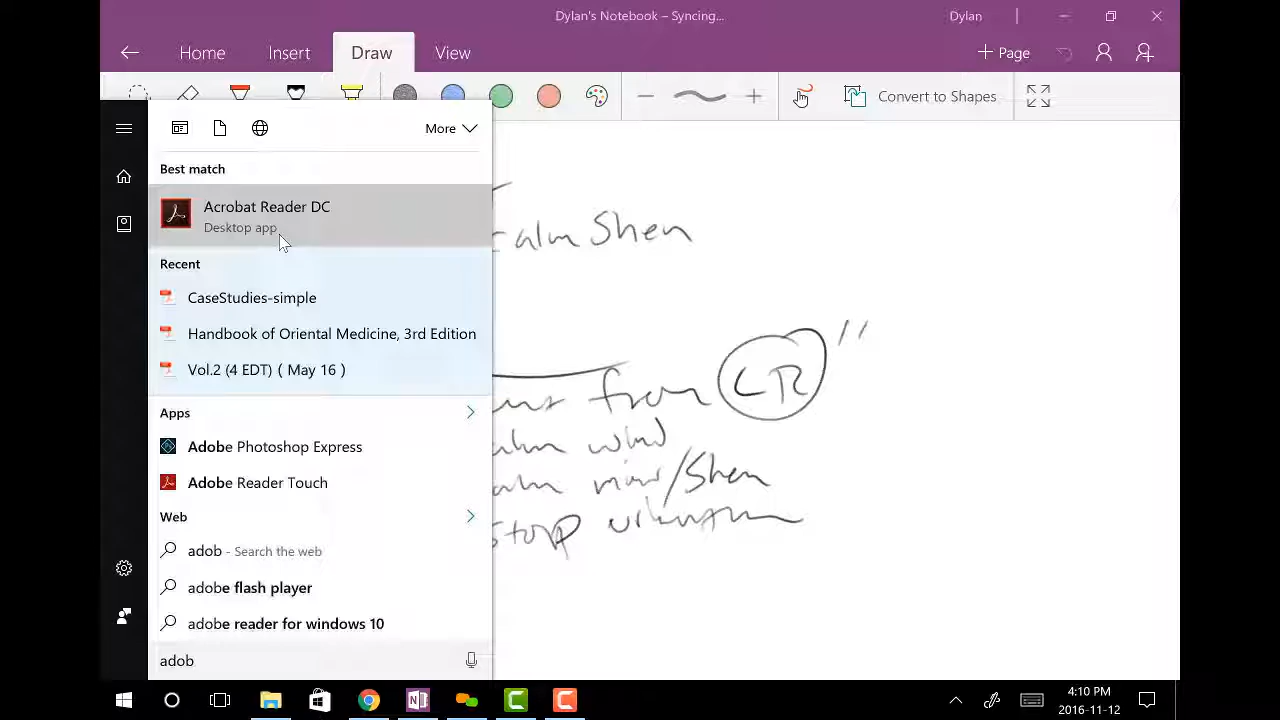 Dylan's Notebook – Syncing...
Dylan
Home
Insert
Draw
View
Page
Convert to Shapes
More
Best match
Acrobat Reader DC
Desktop app
Recent
CaseStudies-simple
Handbook of Oriental Medicine, 3rd Edition
Vol.2 (4 EDT) ( May 16 )
Apps
Adobe Photoshop Express
Adobe Reader Touch
Web
adob - Search the web
adobe flash player
adobe reader for windows 10
adob
calm Shen
from LR "
alm wind
alm mind/Shen
stop
4:10 PM
2016-11-12